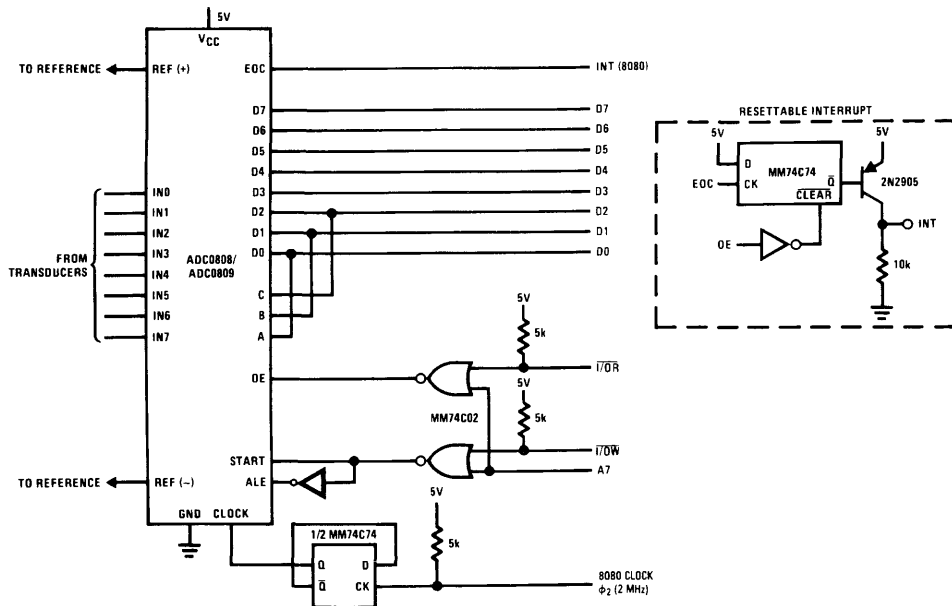 5V
VCC
TO REFERENCE
REF (+)
EOC
INT (8080)
D7
D7
D6
D6
D5
D5
D4
D4
D3
D3
D2
D2
D1
D1
D0
D0
IN0
IN1
IN2
IN3
IN4
IN5
IN6
IN7
FROM
TRANSDUCERS
ADC0808/
ADC0809
C
B
A
5V
5k
OE
I/OR
5V
5k
MM74C02
START
I/OW
A7
ALE
TO REFERENCE
REF (−)
GND
CLOCK
5V
5k
1/2 MM74C74
Q
D
Q
CK
8080 CLOCK
ϕ2 (2 MHz)
RESETTABLE INTERRUPT
5V
5V
D
MM74C74
EOC
CK
Q
2N2905
CLEAR
OE
INT
10k